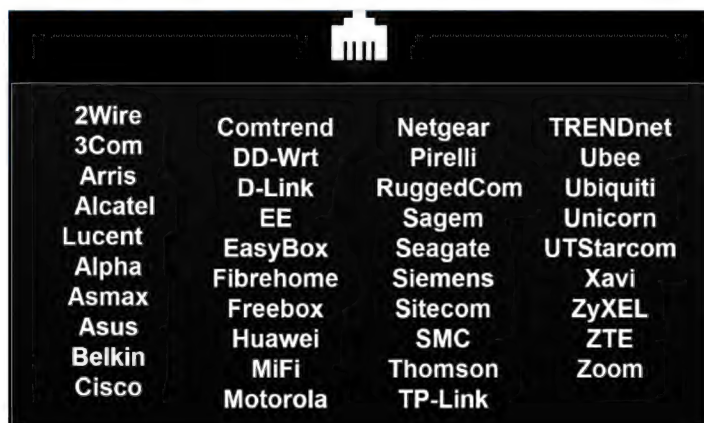 2Wire
3Com
Arris
Alcatel
Lucent
Alpha
Asmax
Asus
Belkin
Cisco
Comtrend
DD-Wrt
D-Link
EE
EasyBox
Fibrehome
Freebox
Huawei
MiFi
Motorola
Netgear
Pirelli
RuggedCom
Sagem
Seagate
Siemens
Sitecom
SMC
Thomson
TP-Link
TRENDnet
Ubee
Ubiquiti
Unicorn
UTStarcom
Xavi
ZyXEL
ZTE
Zoom